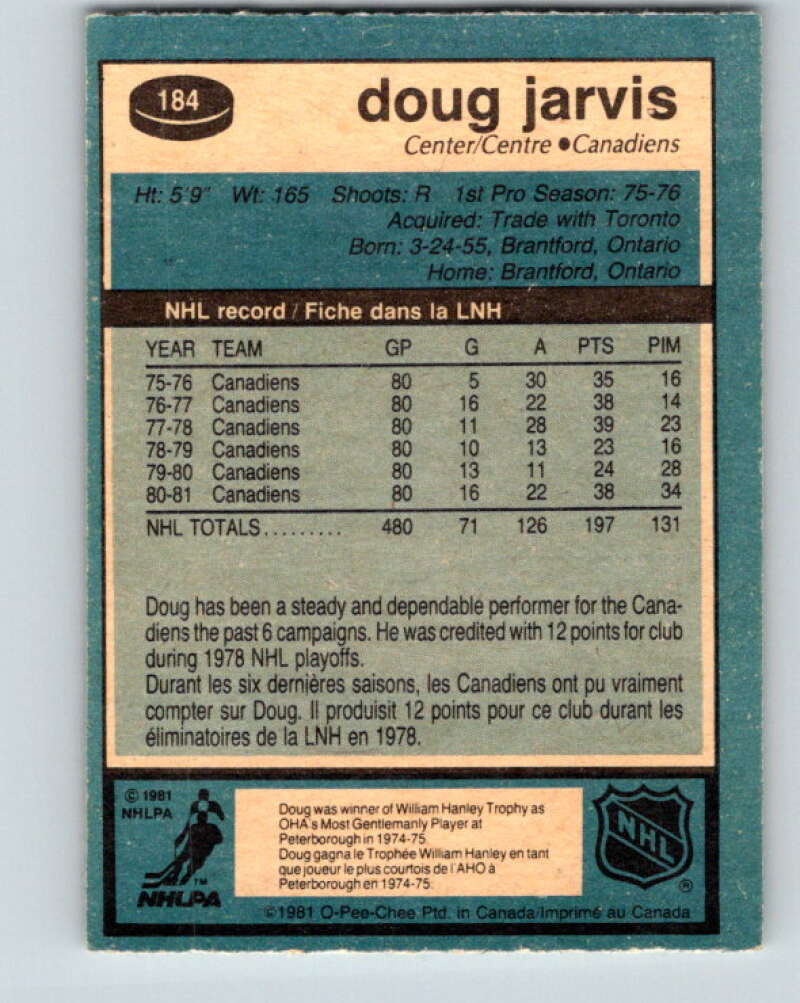 184
doug jarvis
Center/Centre •Canadiens
Ht: 5'9" Wt: 165 Shoots: R 1st Pro Season: 75-76
Acquired: Trade with Toronto
Born: 3-24-55, Brantford, Ontario
Home: Brantford, Ontario
NHL record / Fiche dans la LNH
YEAR TEAM GP G A PTS PIM
75-76 Canadiens 80 5 30 35 16
76-77 Canadiens 80 16 22 38 14
77-78 Canadiens 80 11 28 39 23
78-79 Canadiens 80 10 13 23 16
79-80 Canadiens 80 13 11 24 28
80-81 Canadiens 80 16 22 38 34
NHL TOTALS......... 480 71 126 197 131
Doug has been a steady and dependable performer for the Cana-
diens the past 6 campaigns. He was credited with 12 points for club
during 1978 NHL playoffs.
Durant les six dernières saisons, les Canadiens ont pu vraiment
compter sur Doug. Il produisit 12 points pour ce club durant les
éliminatoires de la LNH en 1978.
© 1981
NHLPA
TM
NHLPA
Doug was winner of William Hanley Trophy as
OHA's Most Gentlemanly Player at
Peterborough in 1974-75.
Doug gagna le Trophée William Hanley en tant
que joueur le plus courtois de l'AHO à
Peterborough en 1974-75.
NHL
®
©1981 O-Pee-Chee Ptd. in Canada/Imprimé au Canada